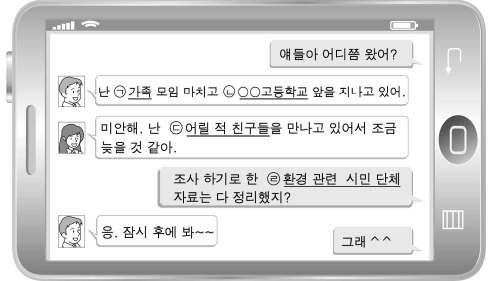 얘들아 어디쯤 왔어?
난 ㉠가족 모임 마치고 ㉡○○고등학교 앞을 지나고 있어.
미안해. 난 ㉢어릴 적 친구들을 만나고 있어서 조금
늦을 것 같아.
조사 하기로 한 ㉣환경 관련 시민 단체
자료는 다 정리했지?
응. 잠시 후에 봐~~
그래 ^ ^